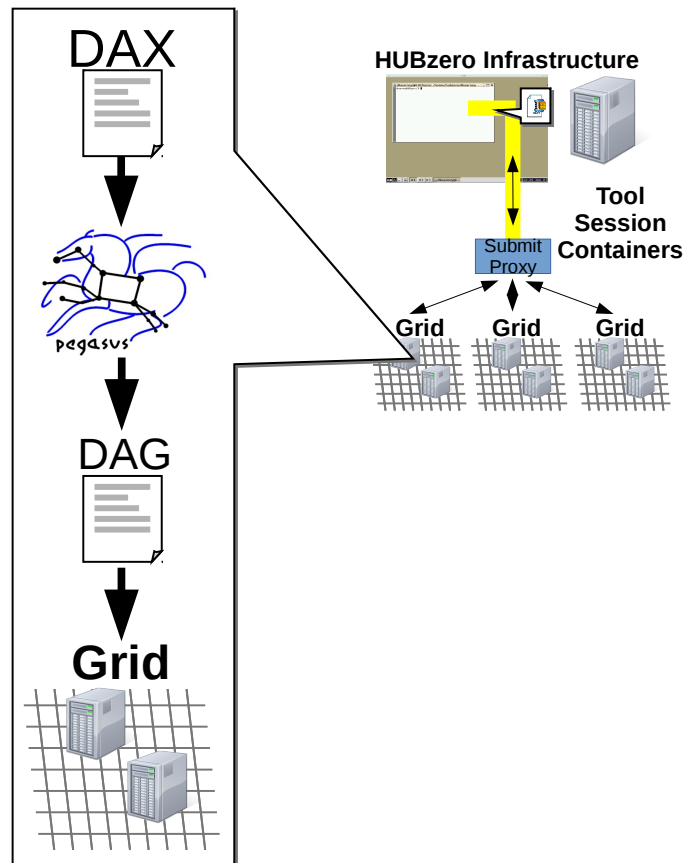 DAX
pegasus
DAG
Grid
HUBzero Infrastructure
Tool
Session
Containers
Submit
Proxy
Grid
Grid
Grid